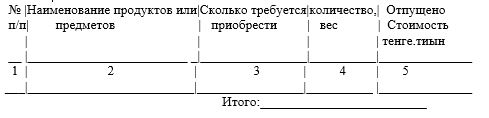 № Наименование продуктов или Сколько требуется количество, Отпущено
п/п предметов приобрести вес Стоимость
тенге.тиын
1 2 3 4 5
Итого: